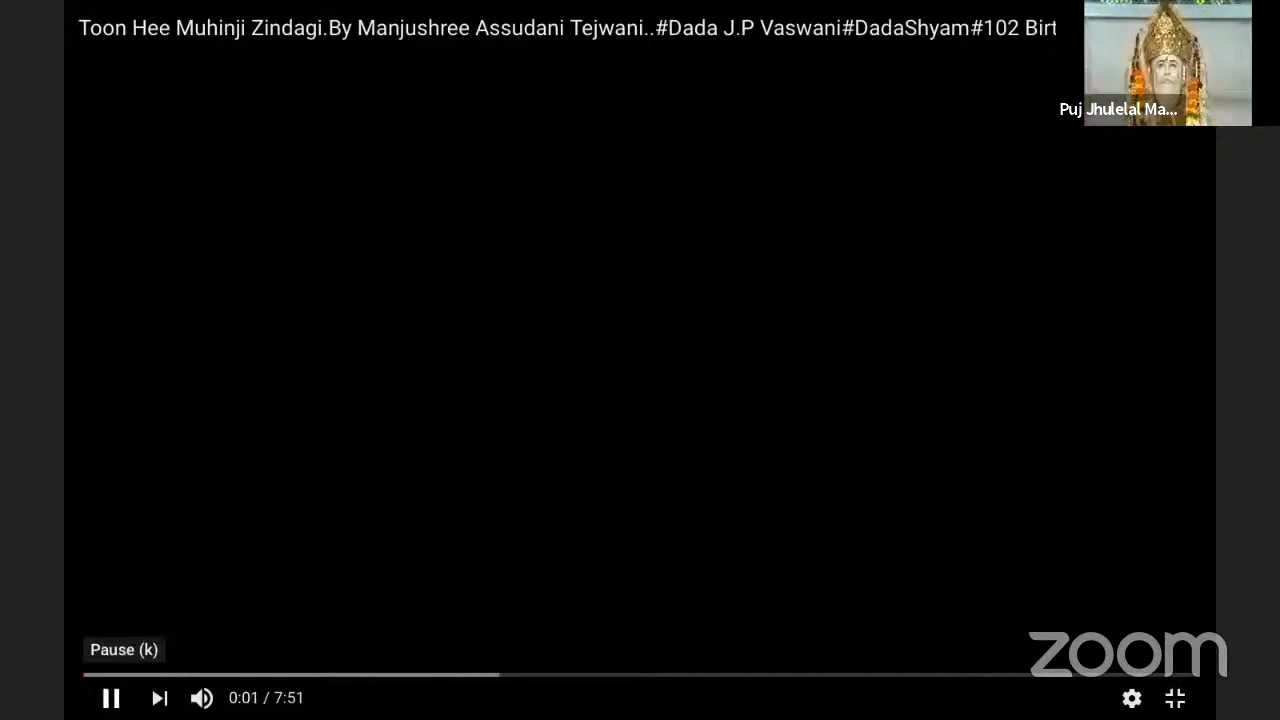 Toon Hee Muhinji Zindagi.By Manjushree Assudani Tejwani..#Dada J.P Vaswani#DadaShyam#102 Birt
Puj Jhulelal Ma...
Pause (k)
zoom
0:01 / 7:51